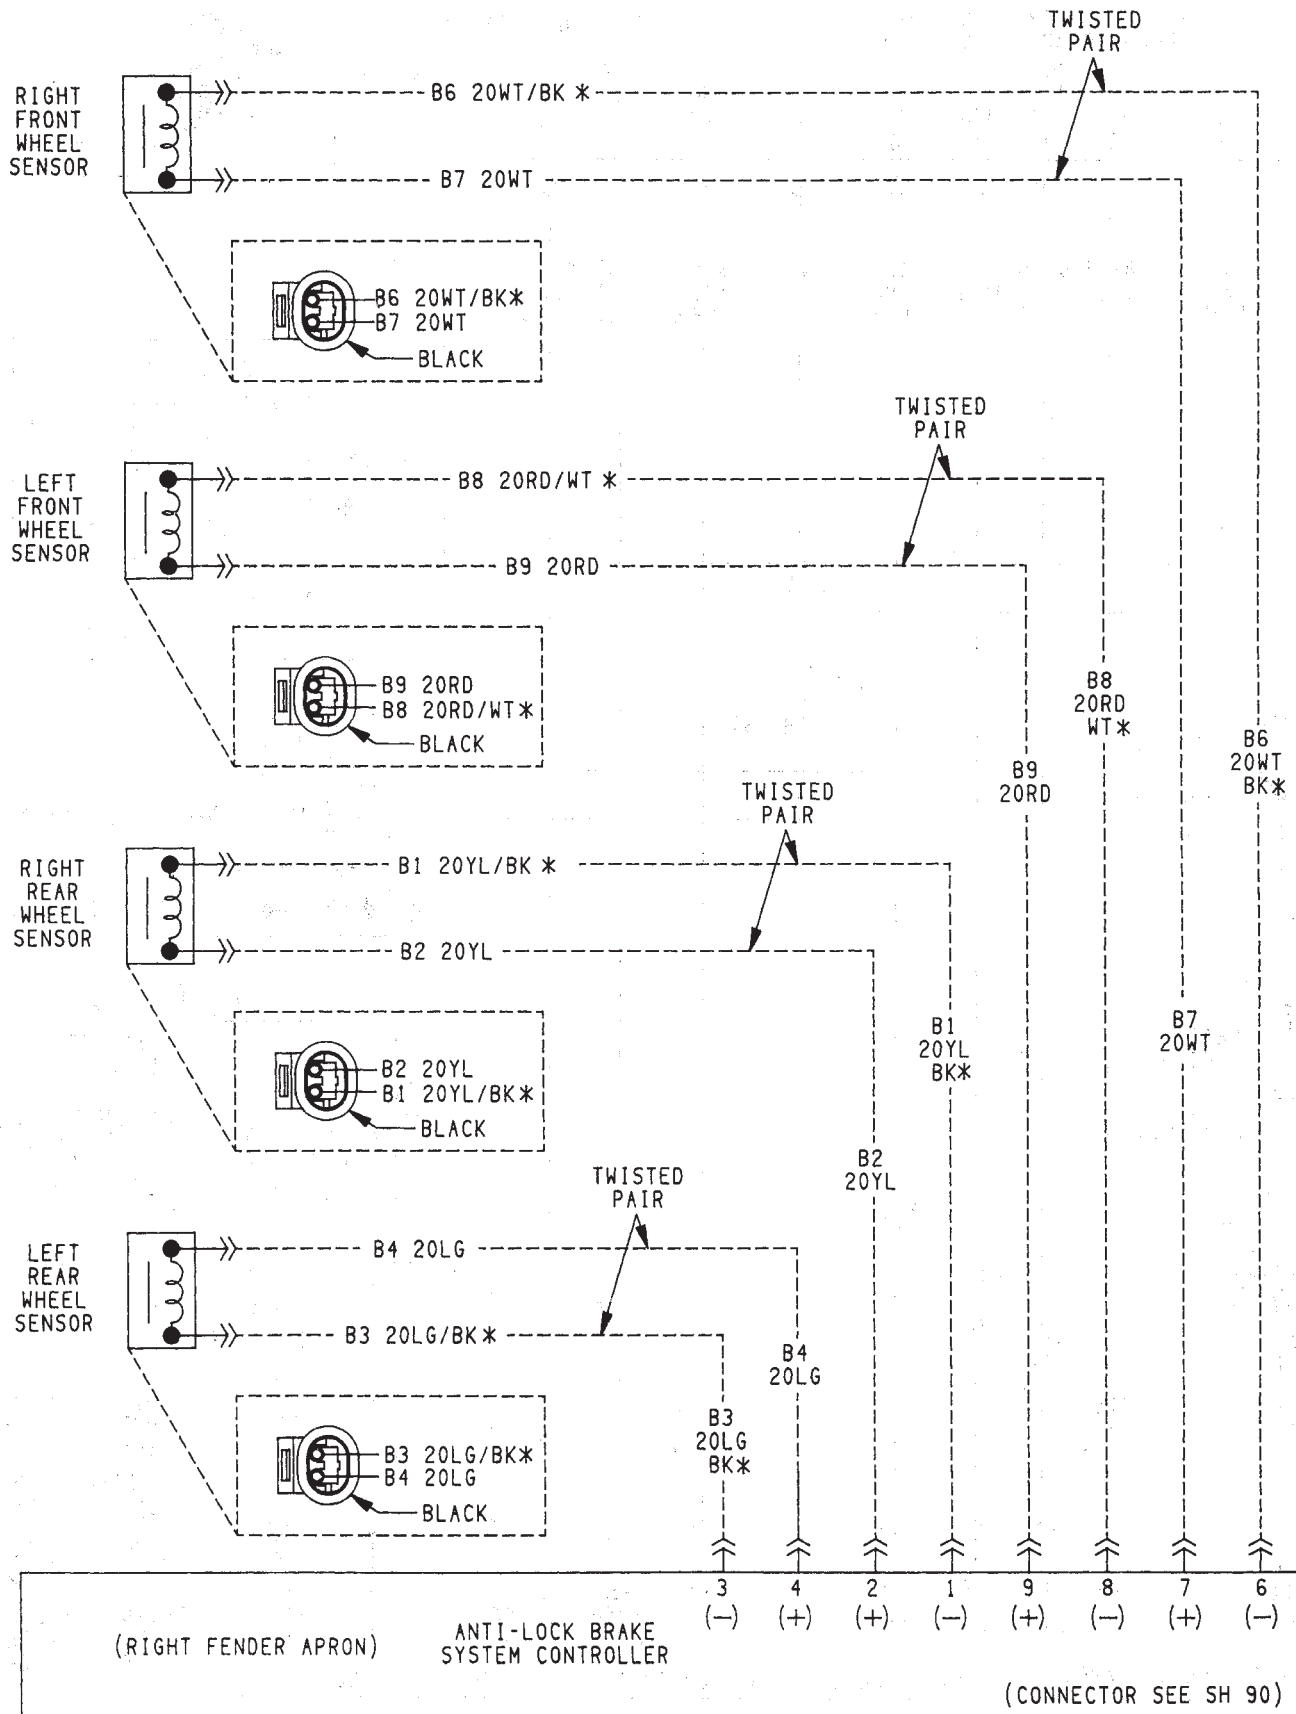 TWISTED
PAIR
RIGHT
FRONT
WHEEL
SENSOR
B6 20WT/BK *
B7 20WT
B6 20WT/BK*
B7 20WT
BLACK
TWISTED
PAIR
LEFT
FRONT
WHEEL
SENSOR
B8 20RD/WT *
B9 20RD
B9 20RD
B8 20RD/WT*
BLACK
B8
20RD
WT*
B6
20WT
BK*
B9
20RD
TWISTED
PAIR
RIGHT
REAR
WHEEL
SENSOR
B1 20YL/BK *
B2 20YL
B1
20YL
BK*
B7
20WT
B2 20YL
B1 20YL/BK*
BLACK
B2
20YL
TWISTED
PAIR
LEFT
REAR
WHEEL
SENSOR
B4 20LG
B3 20LG/BK*
B4
20LG
B3
20LG
BK*
B3 20LG/BK*
B4 20LG
BLACK
3 4 2 1 9 8 7 6
(-) (+) (+) (-) (+) (-) (+) (-)
(RIGHT FENDER APRON)
ANTI-LOCK BRAKE
SYSTEM CONTROLLER
(CONNECTOR SEE SH 90)